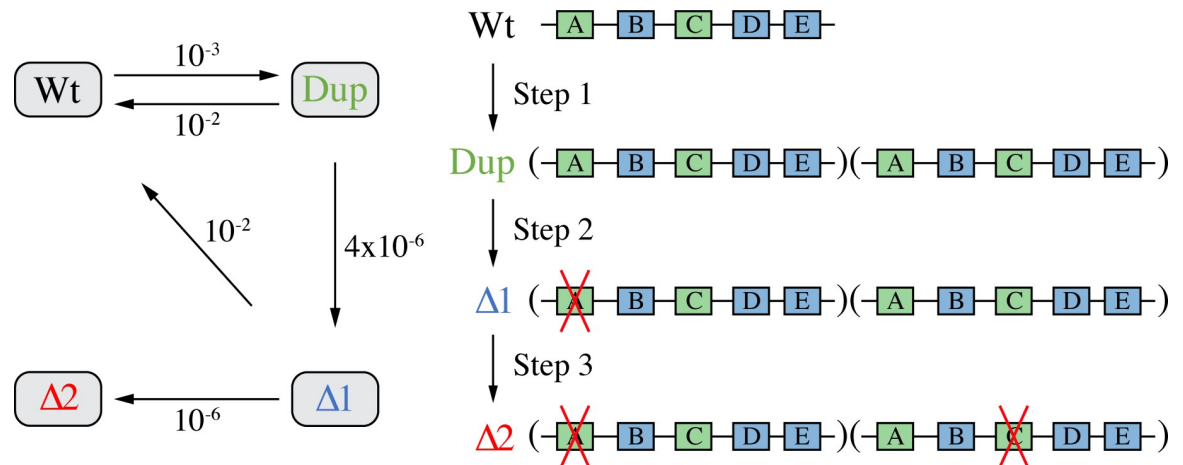 Wt
10⁻³
Dup
10⁻²
10⁻²
4x10⁻⁶
Δ2
10⁻⁶
Δ1
Wt A B C D E
Step 1
Dup ( A B C D E )( A B C D E )
Step 2
Δ1 ( A B C D E )( A B C D E )
Step 3
Δ2 ( A B C D E )( A B C D E )